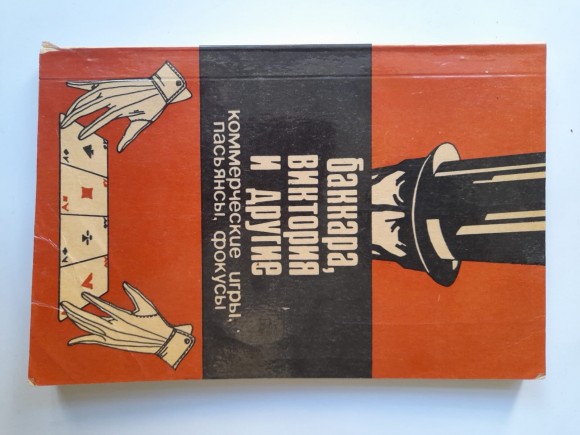 баккара,
виктория
и другие
коммерческие игры,
пасьянсы, фокусы